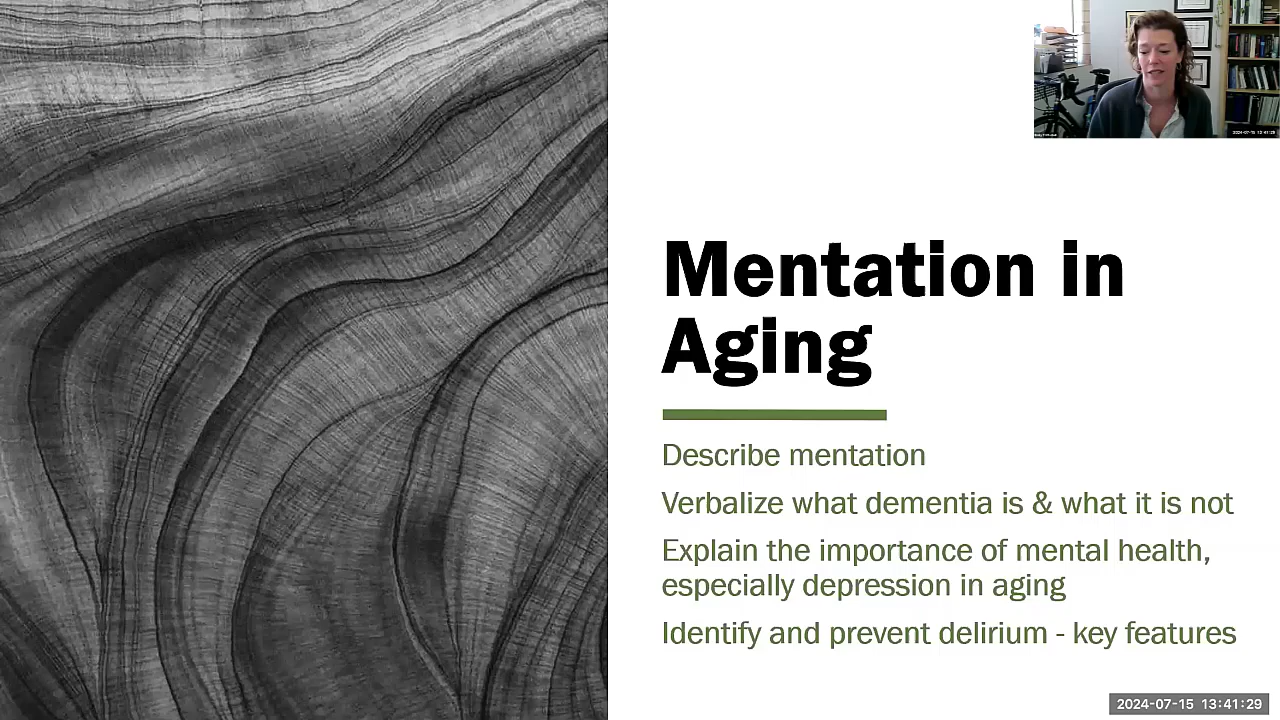 Mentation in
Aging
Describe mentation
Verbalize what dementia is & what it is not
Explain the importance of mental health,
especially depression in aging
Identify and prevent delirium - key features
2024-07-15 13:41:29